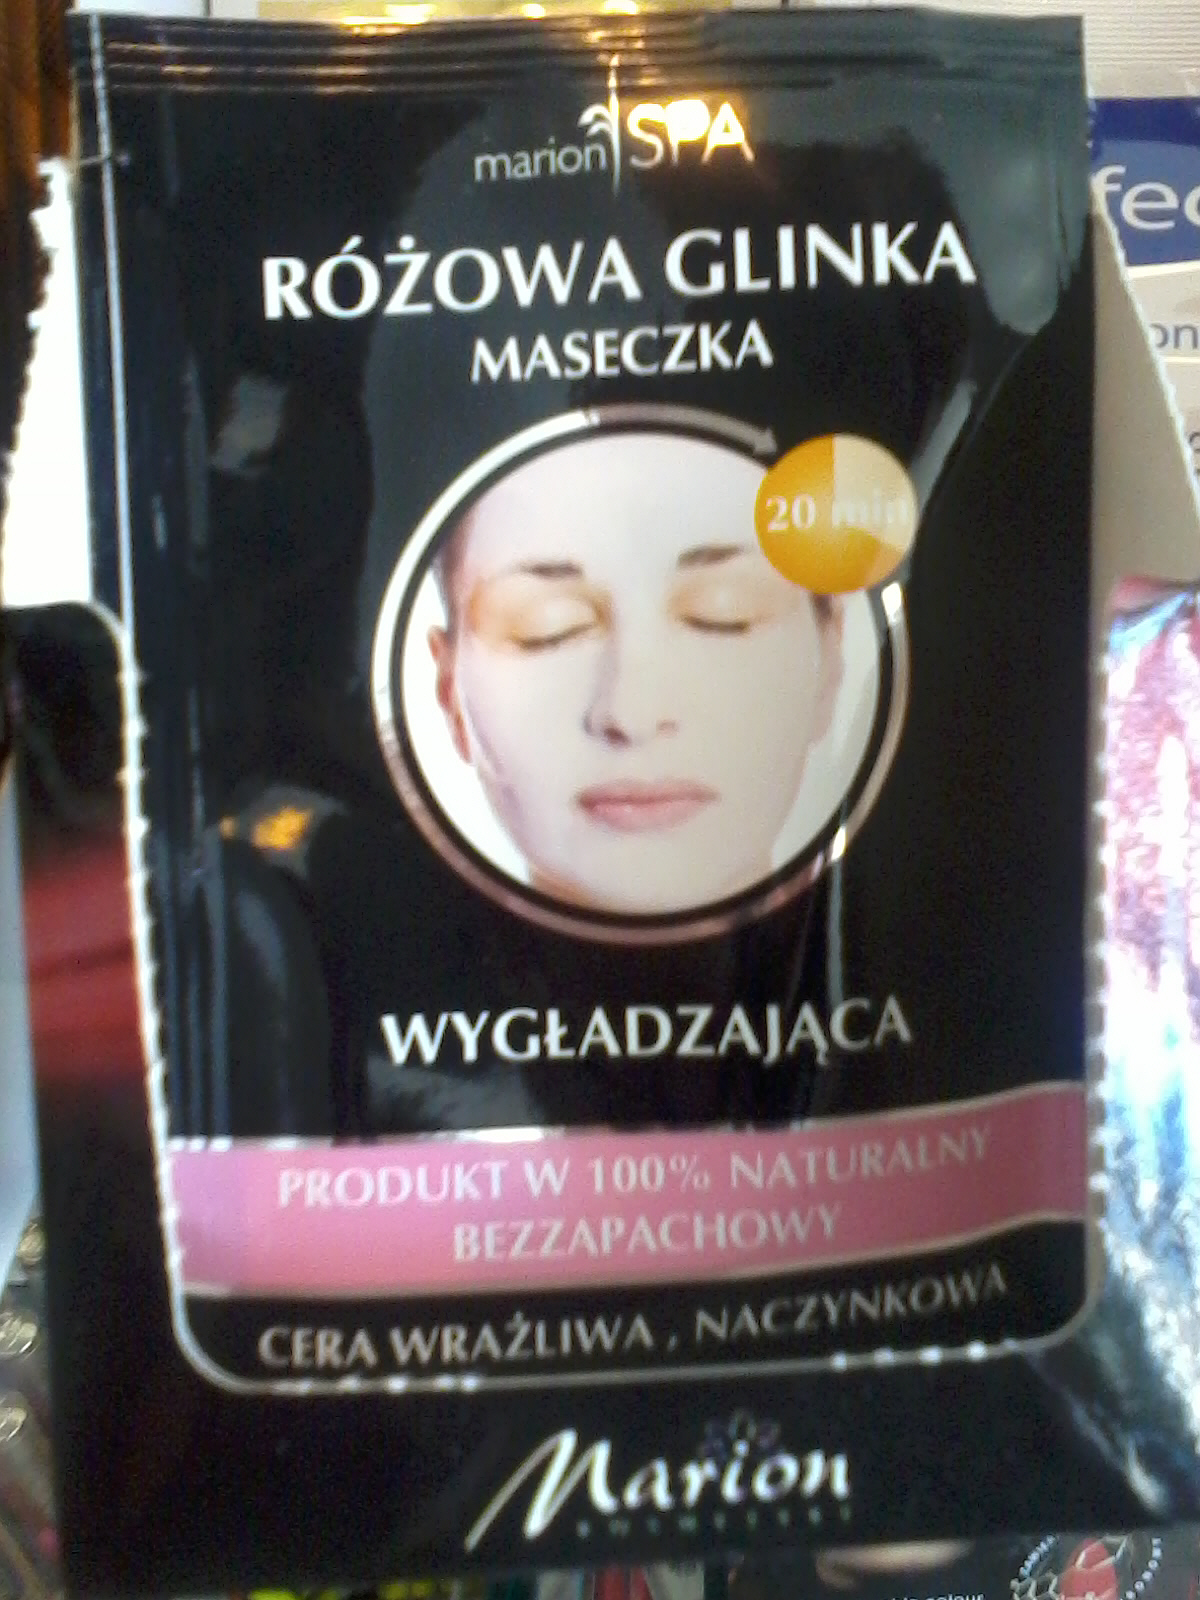 marion SPA
RÓŻOWA GLINKA
MASECZKA
20 min
WYGŁADZAJĄCA
PRODUKT W 100% NATURALNY
BEZZAPACHOWY
CERA WRAŻLIWA , NACZYNKOWA
Marion